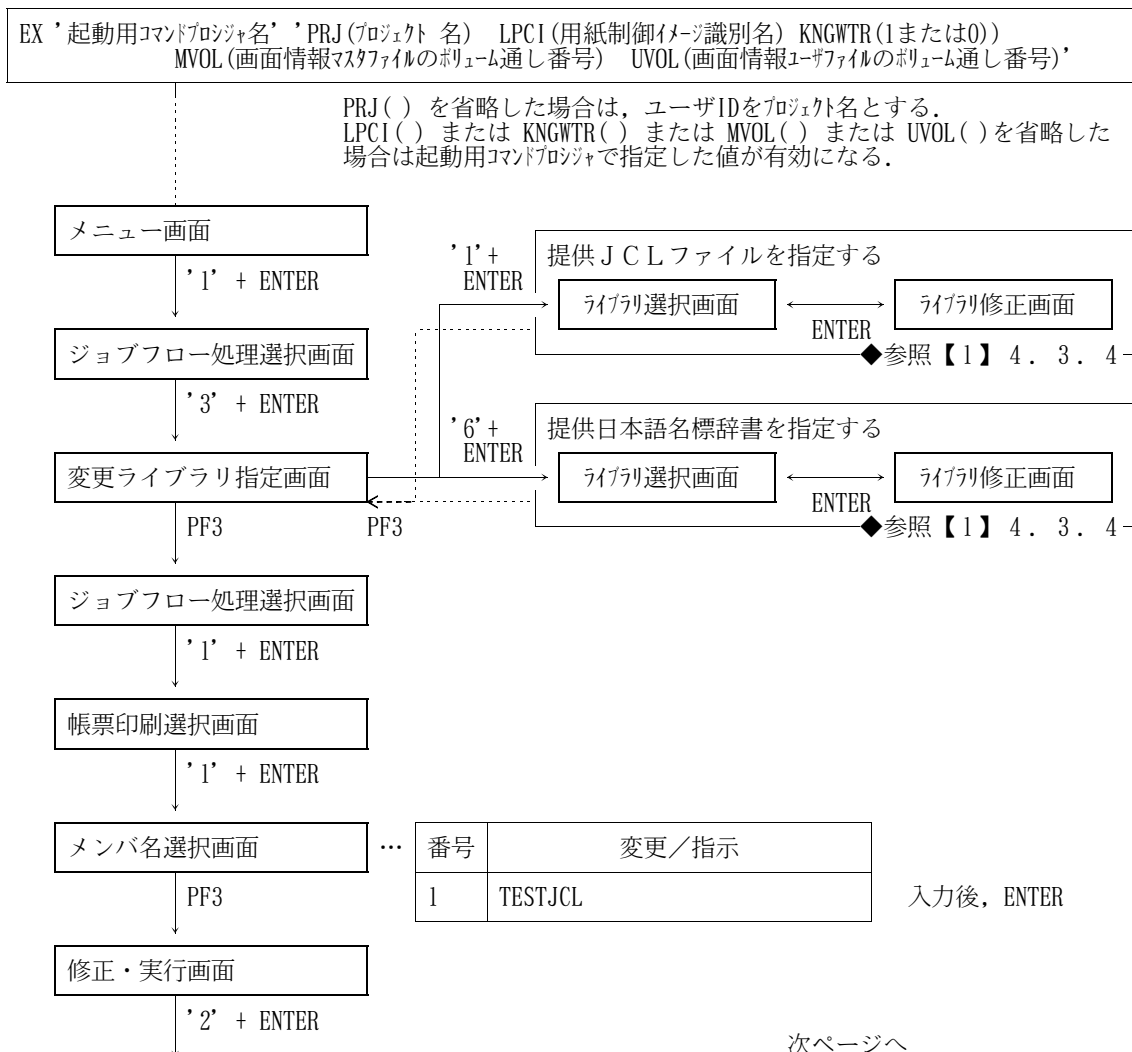 EX ’起動用ｺﾏﾝﾄﾞﾌﾟﾛｼｼﾞｬ名’ ’PRJ(ﾌﾟﾛｼﾞｪｸﾄ 名) LPCI(用紙制御ｲﾒｰｼﾞ識別名) KNGWTR(1または0))
MVOL(画面情報ﾏｽﾀﾌｧｲﾙのﾎﾞﾘｭｰﾑ通し番号) UVOL(画面情報ﾕｰｻﾞﾌｧｲﾙのﾎﾞﾘｭｰﾑ通し番号)’
PRJ( ) を省略した場合は，ユーザIDをﾌﾟﾛｼﾞｪｸﾄ名とする．
LPCI( ) または KNGWTR( ) または MVOL( ) または UVOL( )を省略した
場合は起動用ｺﾏﾝﾄﾞﾌﾟﾛｼｼﾞｬで指定した値が有効になる．
メニュー画面
’1’ + ENTER
ジョブフロー処理選択画面
’3’ + ENTER
変更ライブラリ指定画面
’1’+
ENTER
提供ＪＣＬファイルを指定する
ﾗｲﾌﾞﾗﾘ選択画面
ENTER
ﾗｲﾌﾞﾗﾘ修正画面
◆参照【1】４．３．４
’6’+
ENTER
提供日本語名標辞書を指定する
ﾗｲﾌﾞﾗﾘ選択画面
ENTER
ﾗｲﾌﾞﾗﾘ修正画面
◆参照【1】４．３．４
PF3
PF3
ジョブフロー処理選択画面
’1’ + ENTER
帳票印刷選択画面
’1’ + ENTER
メンバ名選択画面 … 番号 変更／指示
1 TESTJCL 入力後，ENTER
PF3
修正・実行画面
’2’ + ENTER
次ページへ